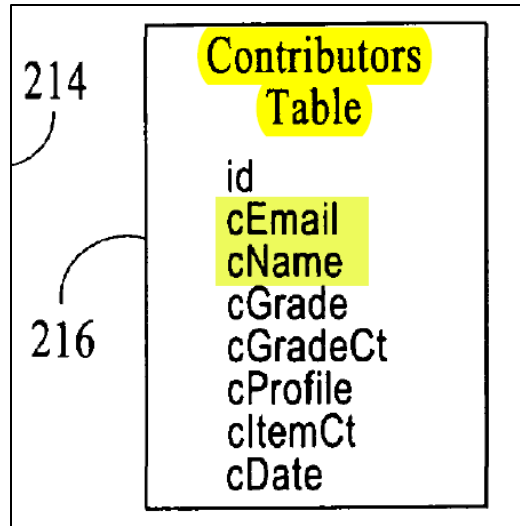 214
216
Contributors
Table
id
cEmail
cName
cGrade
cGradeCt
cProfile
cItemCt
cDate